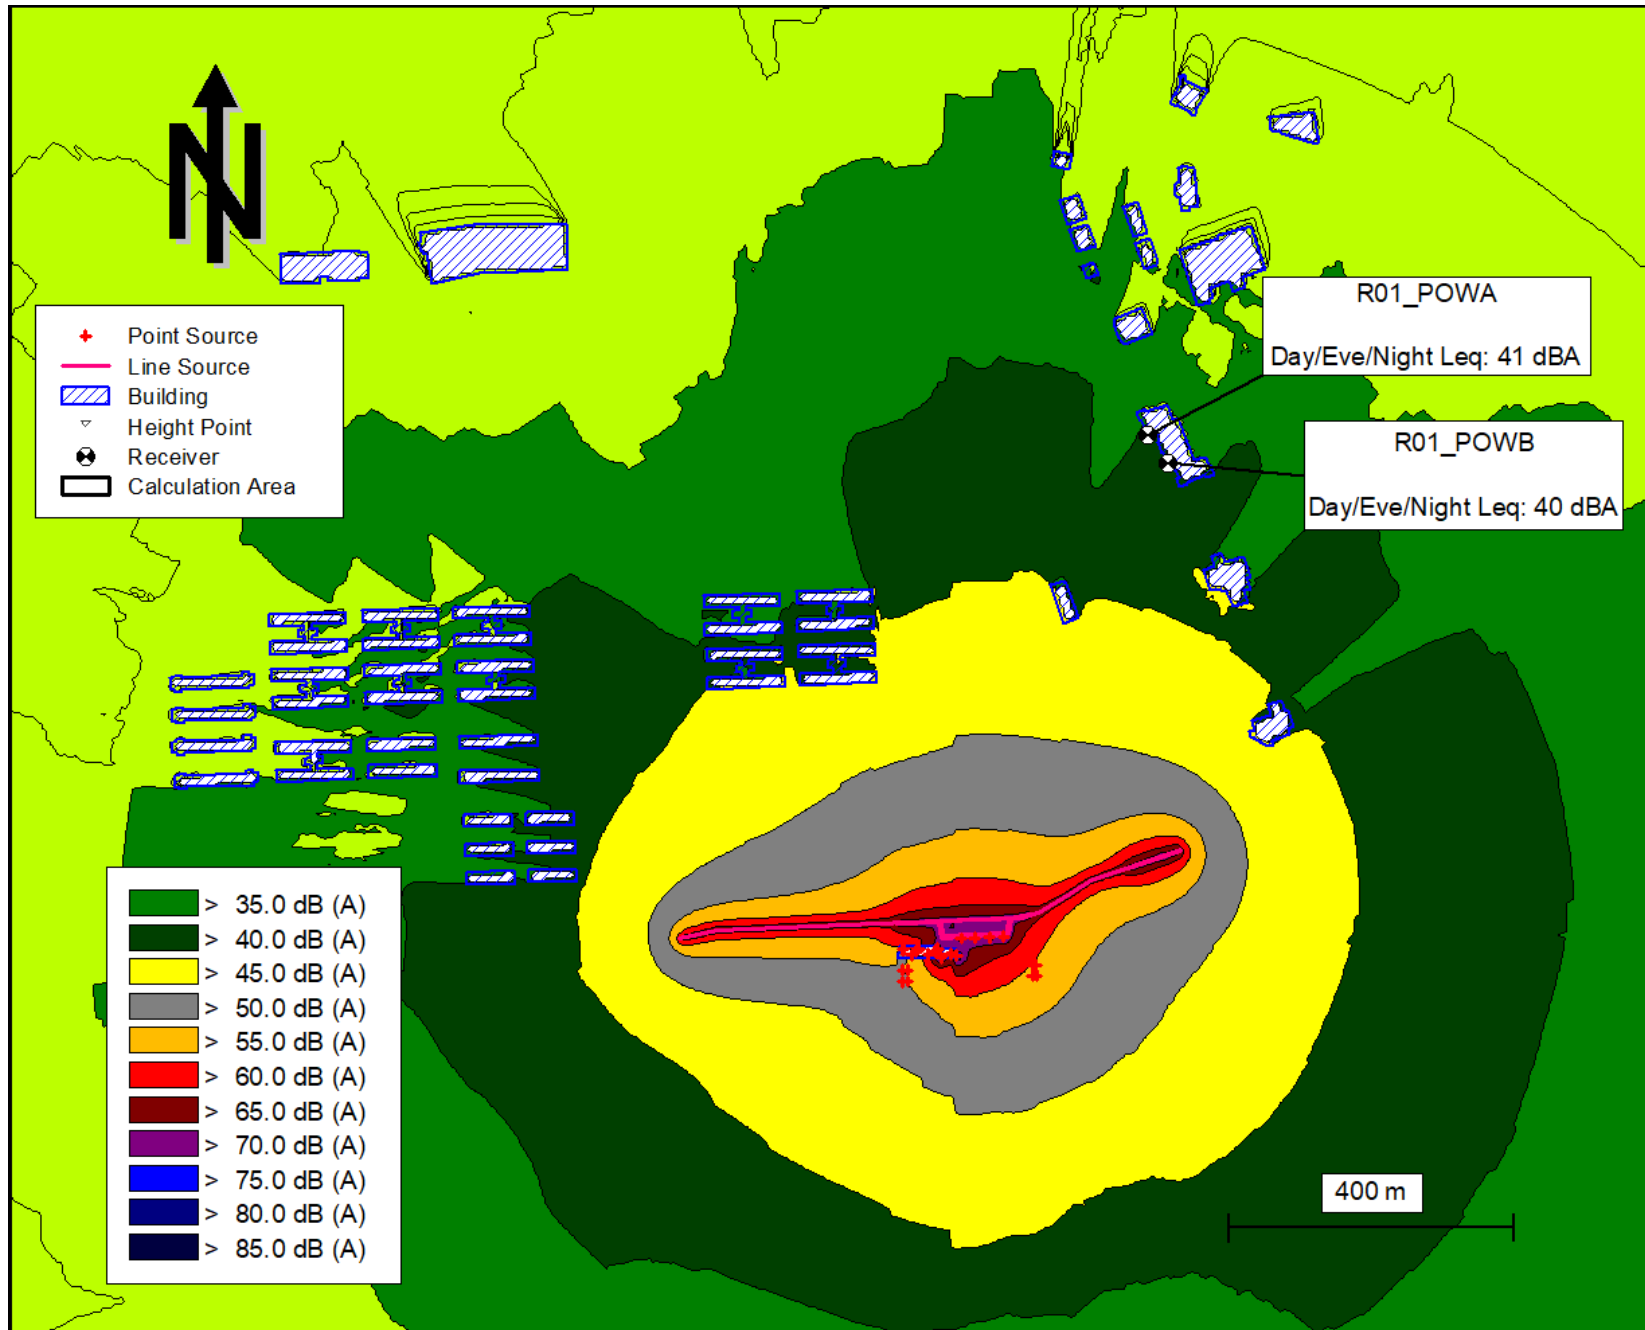 N
R01_POWA
Day/Eve/Night Leq: 41 dBA
R01_POWB
Day/Eve/Night Leq: 40 dBA
Point Source
Line Source
Building
Height Point
Receiver
Calculation Area
> 35.0 dB (A)
> 40.0 dB (A)
> 45.0 dB (A)
> 50.0 dB (A)
> 55.0 dB (A)
> 60.0 dB (A)
> 65.0 dB (A)
> 70.0 dB (A)
> 75.0 dB (A)
> 80.0 dB (A)
> 85.0 dB (A)
400 m